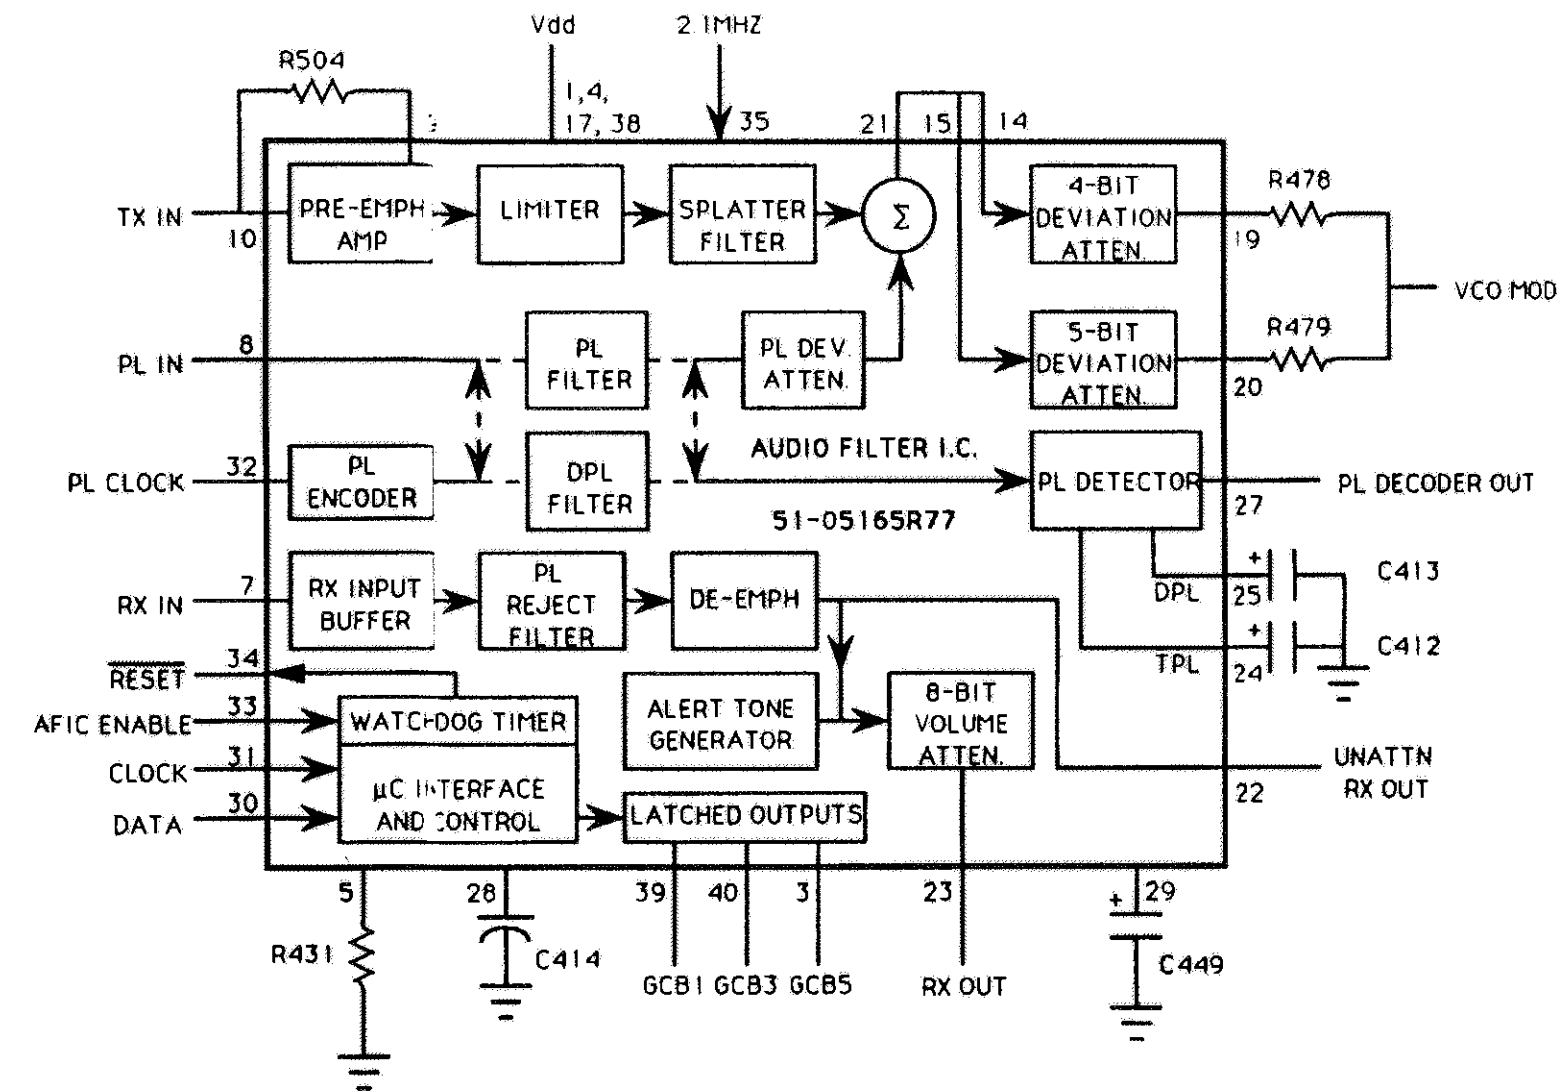 Vdd
2.1MHZ
R504
1,4,
17, 38
35
21
15
14
PRE-EMPH
AMP
LIMITER
SPLATTER
FILTER
Σ
4-BIT
DEVIATION
ATTEN.
R478
TX IN
10
19
VCO MOD
PL IN
8
PL
FILTER
PL DEV.
ATTEN.
5-BIT
DEVIATION
ATTEN.
R479
20
AUDIO FILTER I.C.
PL CLOCK
32
PL
ENCODER
DPL
FILTER
PL DETECTOR
27
PL DECODER OUT
51-05165R77
RX IN
7
RX INPUT
BUFFER
PL
REJECT
FILTER
DE-EMPH
DPL
+
25
C413
TPL
+
24
C412
RESET
34
AFIC ENABLE
33
WATCHDOG TIMER
ALERT TONE
GENERATOR
8-BIT
VOLUME
ATTEN.
CLOCK
31
DATA
30
µC INTERFACE
AND CONTROL
LATCHED OUTPUTS
22
UNATTN
RX OUT
5
28
39
40
3
23
+
29
R431
C414
GCB1
GCB3
GCB5
RX OUT
C449